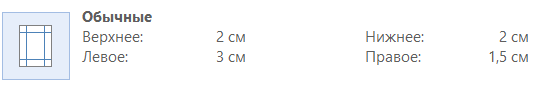 Обычные
Верхнее: 2 см Нижнее: 2 см
Левое: 3 см Правое: 1,5 см